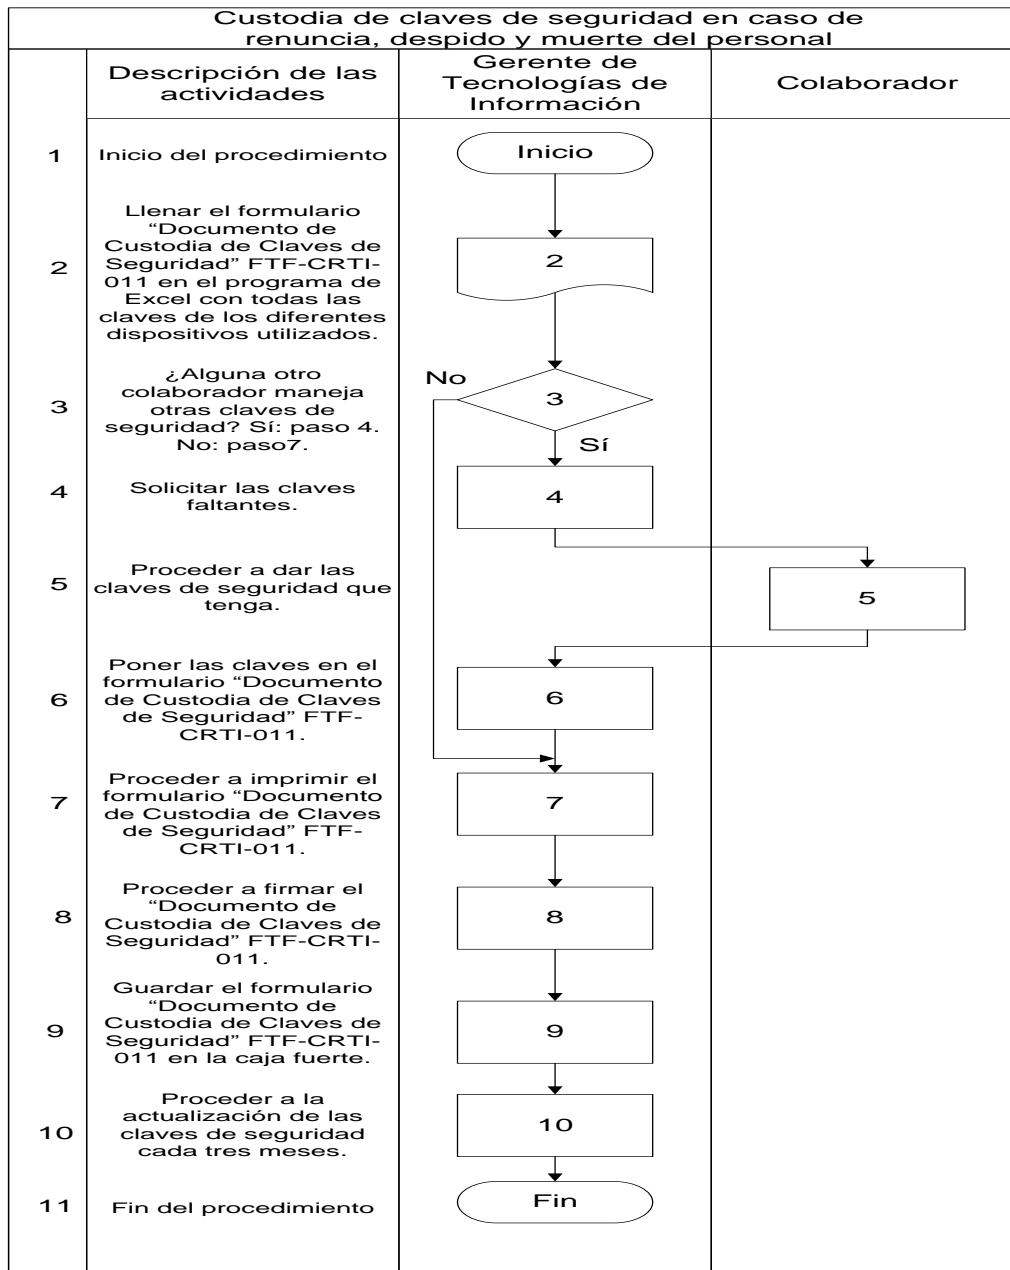 Custodia de claves de seguridad en caso de
renuncia, despido y muerte del personal
Descripción de las
actividades
Gerente de
Tecnologías de
Información
Colaborador
1
Inicio del procedimiento
Inicio
2
Llenar el formulario
“Documento de
Custodia de Claves de
Seguridad” FTF-CRTI-
011 en el programa de
Excel con todas las
claves de los diferentes
dispositivos utilizados.
2
3
¿Alguna otro
colaborador maneja
otras claves de
seguridad? Sí: paso 4.
No: paso7.
No
3
Sí
4
Solicitar las claves
faltantes.
4
5
Proceder a dar las
claves de seguridad que
tenga.
5
6
Poner las claves en el
formulario “Documento
de Custodia de Claves
de Seguridad” FTF-
CRTI-011.
6
7
Proceder a imprimir el
formulario “Documento
de Custodia de Claves
de Seguridad” FTF-
CRTI-011.
7
8
Proceder a firmar el
“Documento de
Custodia de Claves de
Seguridad” FTF-CRTI-
011.
8
9
Guardar el formulario
“Documento de
Custodia de Claves de
Seguridad” FTF-CRTI-
011 en la caja fuerte.
9
10
Proceder a la
actualización de las
claves de seguridad
cada tres meses.
10
11
Fin del procedimiento
Fin